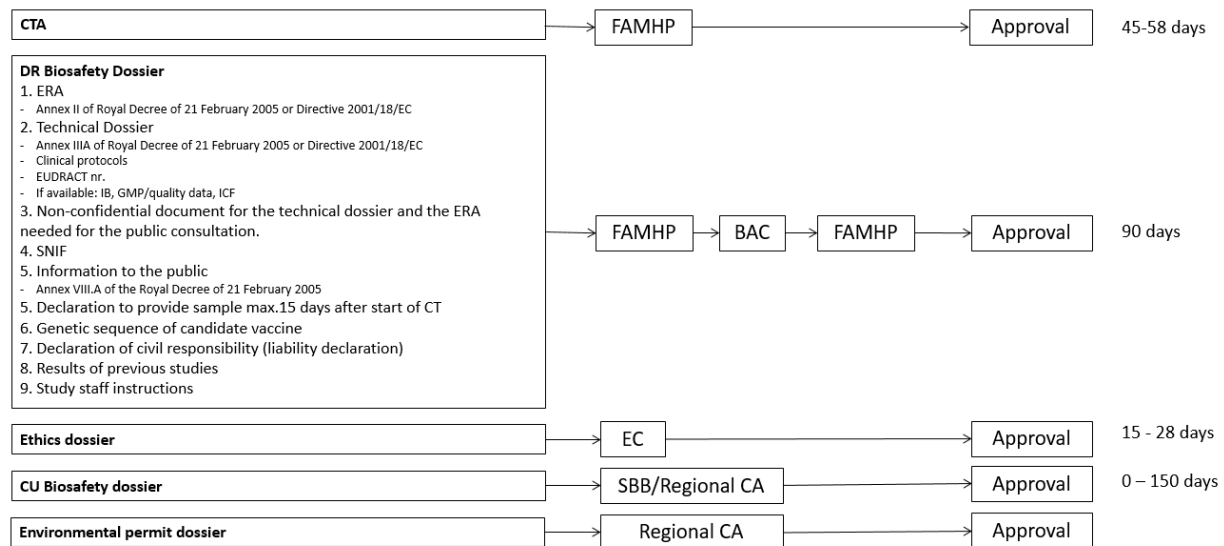 CTA
FAMHP
Approval
45-58 days
DR Biosafety Dossier
1. ERA
- Annex II of Royal Decree of 21 February 2005 or Directive 2001/18/EC
2. Technical Dossier
- Annex IIIA of Royal Decree of 21 February 2005 or Directive 2001/18/EC
- Clinical protocols
- EUDRACT nr.
- If available: IB, GMP/quality data, ICF
3. Non-confidential document for the technical dossier and the ERA
needed for the public consultation.
4. SNIF
5. Information to the public
- Annex VIII.A of the Royal Decree of 21 February 2005
5. Declaration to provide sample max.15 days after start of CT
6. Genetic sequence of candidate vaccine
7. Declaration of civil responsibility (liability declaration)
8. Results of previous studies
9. Study staff instructions
FAMHP
BAC
FAMHP
Approval
90 days
Ethics dossier
EC
Approval
15 - 28 days
CU Biosafety dossier
SBB/Regional CA
Approval
0 – 150 days
Environmental permit dossier
Regional CA
Approval